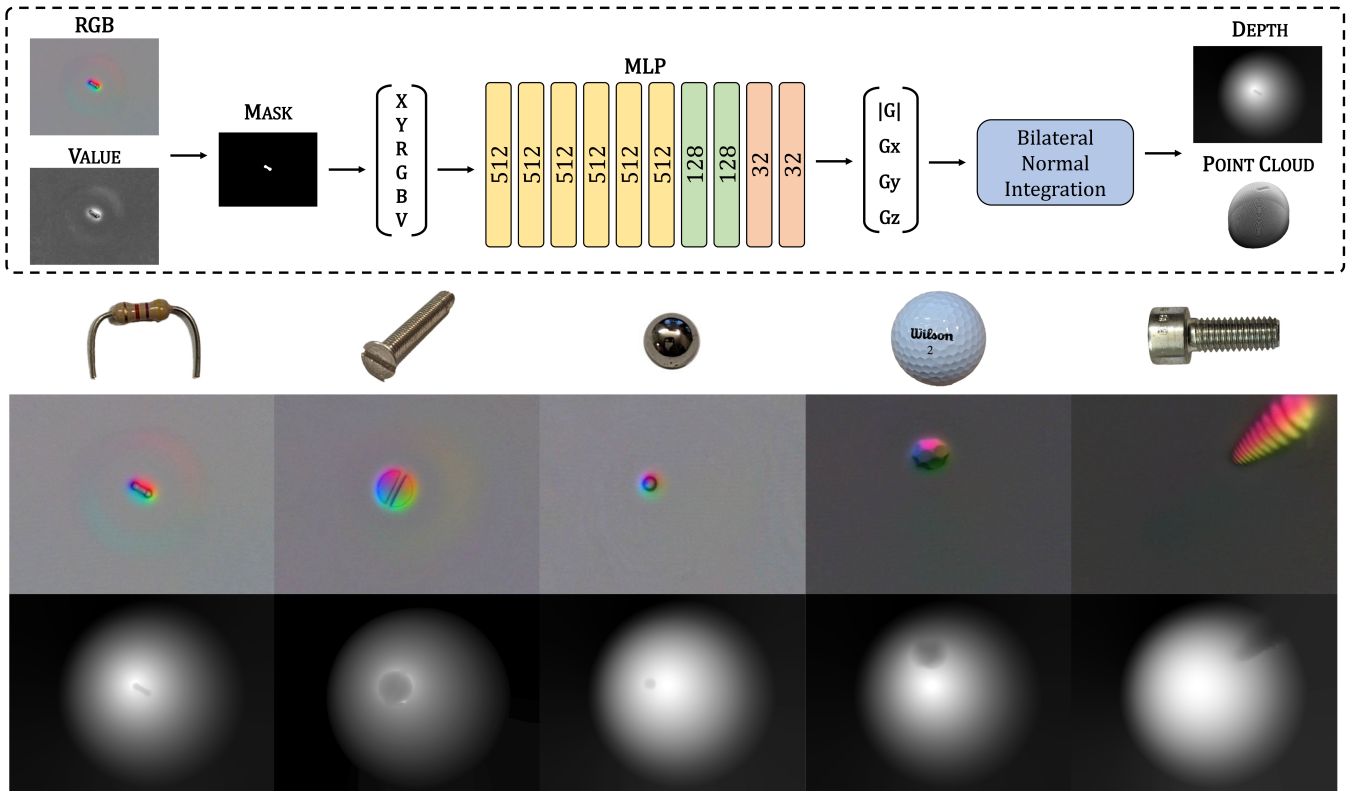 RGB
VALUE
MASK
X
Y
R
G
B
V
MLP
512
512
512
512
512
512
128
128
32
32
|G|
Gx
Gy
Gz
Bilateral
Normal
Integration
DEPTH
POINT CLOUD
Wilson
2